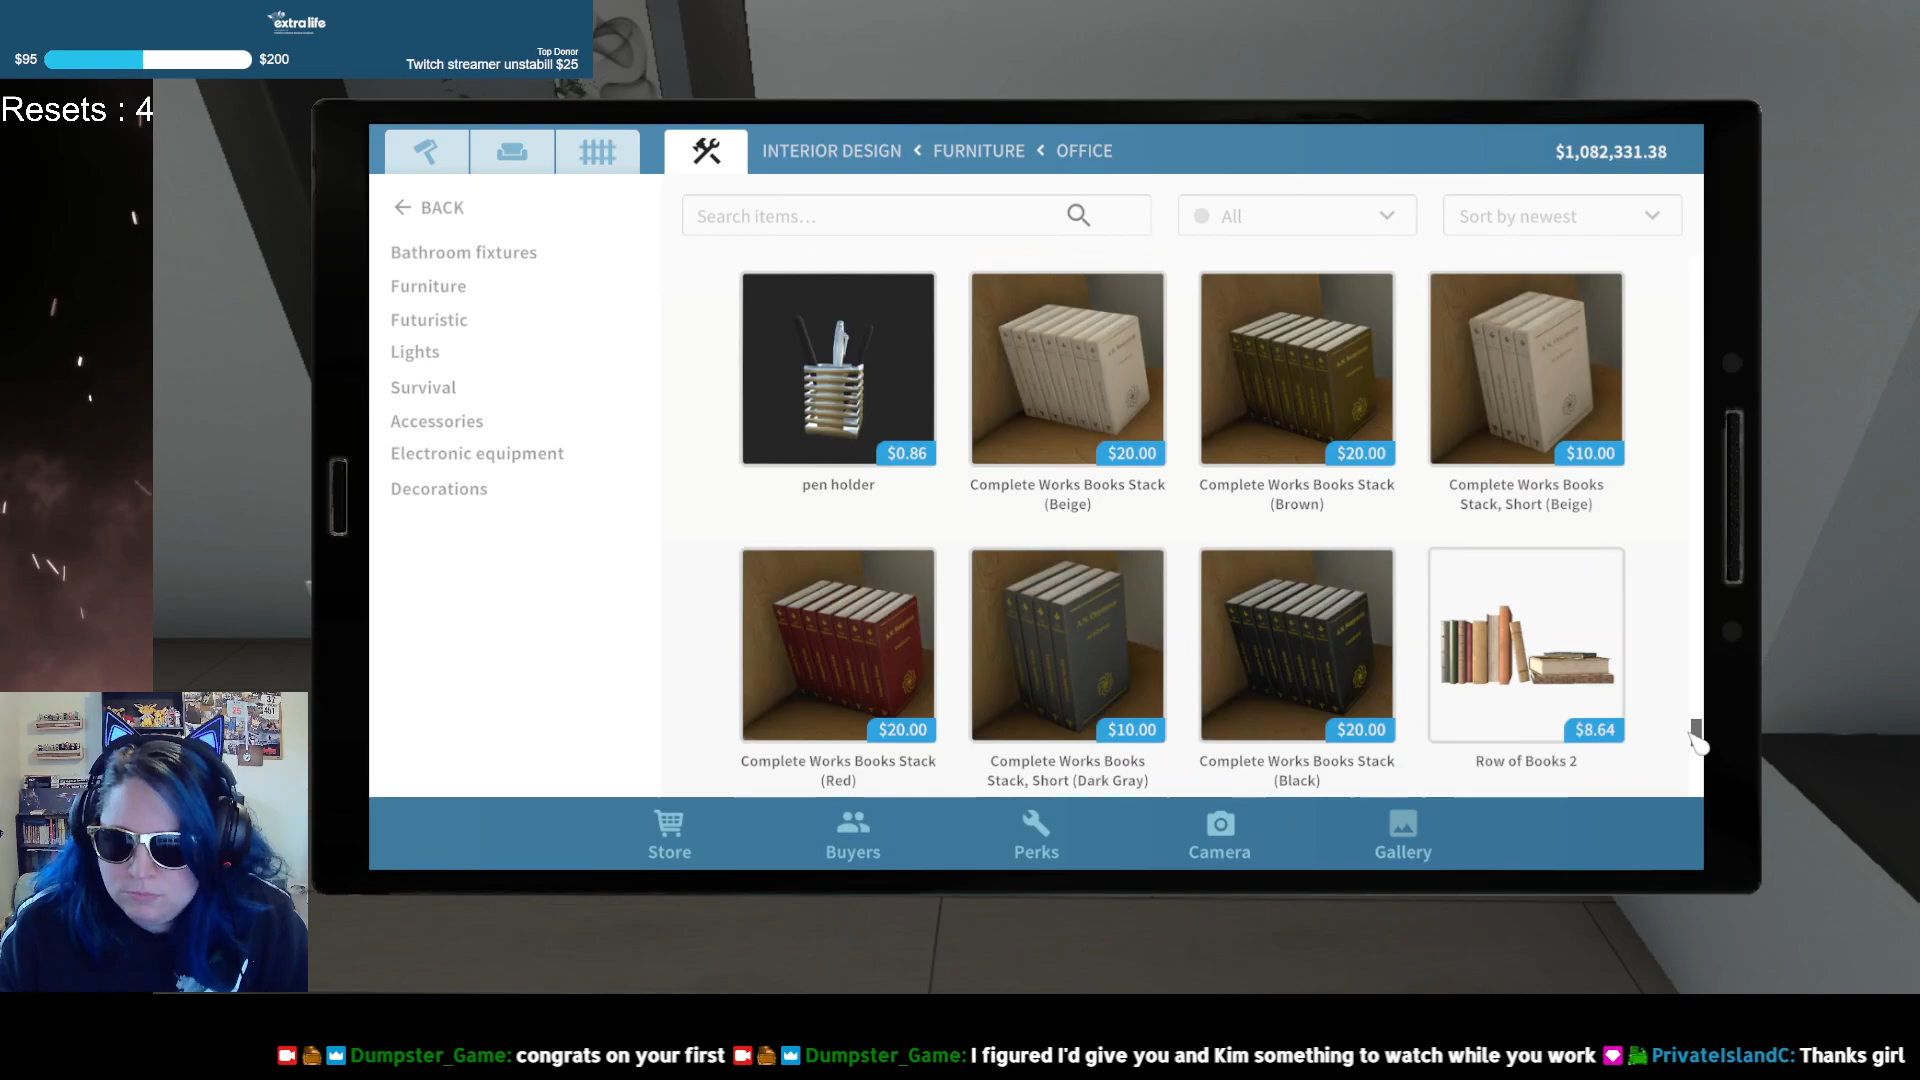 extralife
$95 $200
Top Donor
Twitch streamer unstabill $25
Resets : 4
INTERIOR DESIGN < FURNITURE < OFFICE
$1,082,331.38
← BACK
Bathroom fixtures
Furniture
Futuristic
Lights
Survival
Accessories
Electronic equipment
Decorations
Search items...
All
Sort by newest
$0.86
$20.00
$20.00
$10.00
pen holder
Complete Works Books Stack
(Beige)
Complete Works Books Stack
(Brown)
Complete Works Books
Stack, Short (Beige)
$20.00
$10.00
$20.00
$8.64
Complete Works Books Stack
(Red)
Complete Works Books
Stack, Short (Dark Gray)
Complete Works Books Stack
(Black)
Row of Books 2
Store
Buyers
Perks
Camera
Gallery
Dumpster_Game: congrats on your first Dumpster_Game: I figured I'd give you and Kim something to watch while you work PrivateIslandC: Thanks girl